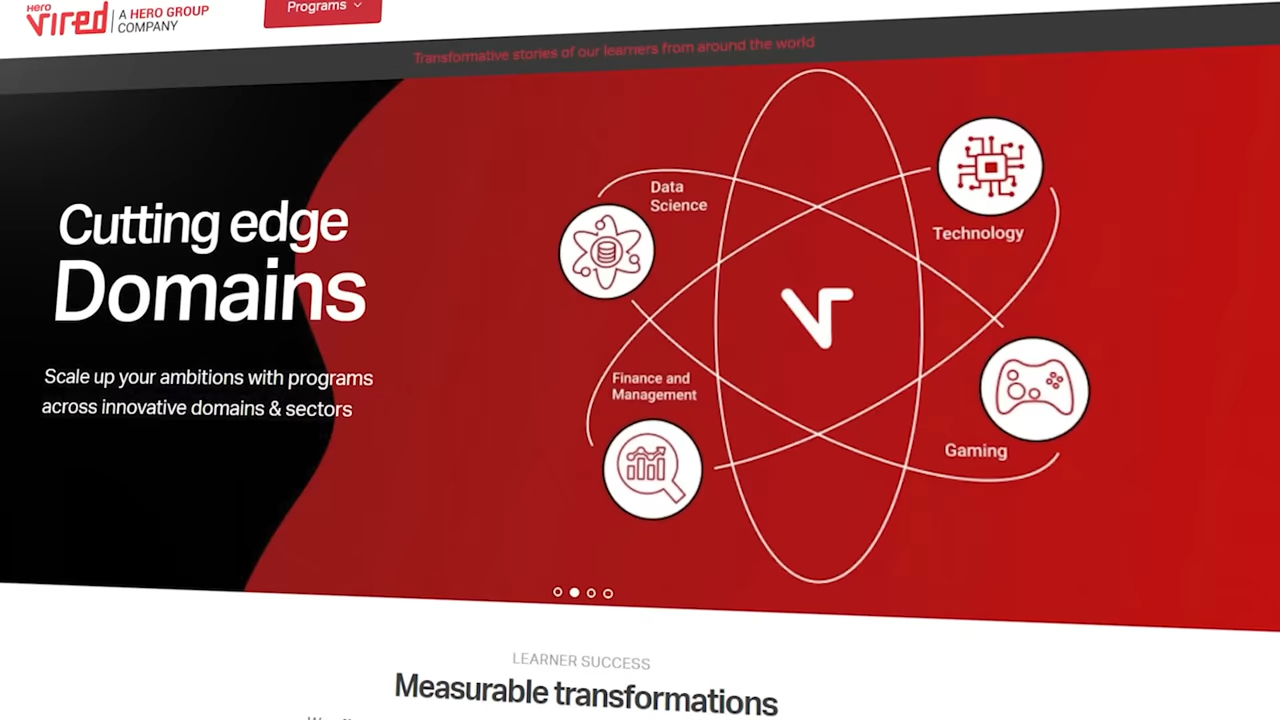 HERO
vired
A HERO GROUP
COMPANY
Programs
Transformative stories of our learners from around the world
Cutting edge
Domains
Scale up your ambitions with programs
across innovative domains & sectors
Data
Science
Technology
Finance and
Management
Gaming
LEARNER SUCCESS
Measurable transformations